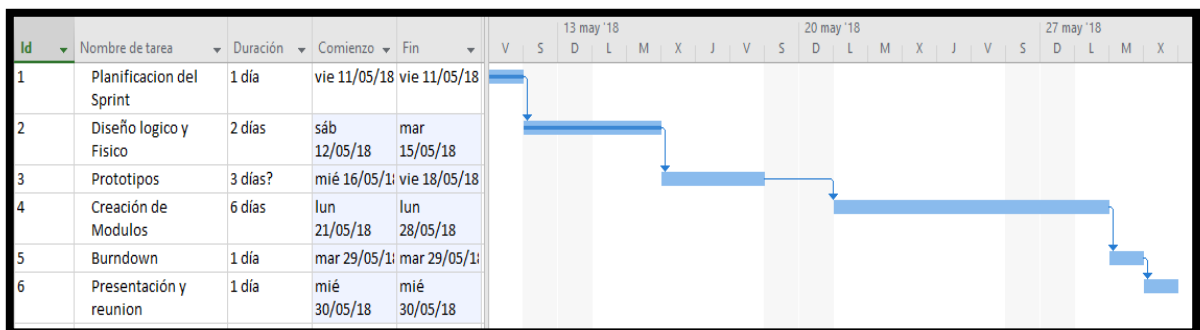 13 may '18 20 may '18 27 may '18
Id Nombre de tarea Duración Comienzo Fin V S D L M X J V S D L M X J V S D L M X
1 Planificacion del 1 día vie 11/05/18 vie 11/05/18
Sprint
2 Diseño logico y 2 días sáb mar
Fisico 12/05/18 15/05/18
3 Prototipos 3 días? mié 16/05/1 vie 18/05/18
4 Creación de 6 días lun lun
Modulos 21/05/18 28/05/18
5 Burndown 1 día mar 29/05/1 mar 29/05/1
6 Presentación y 1 día mié mié
reunion 30/05/18 30/05/18